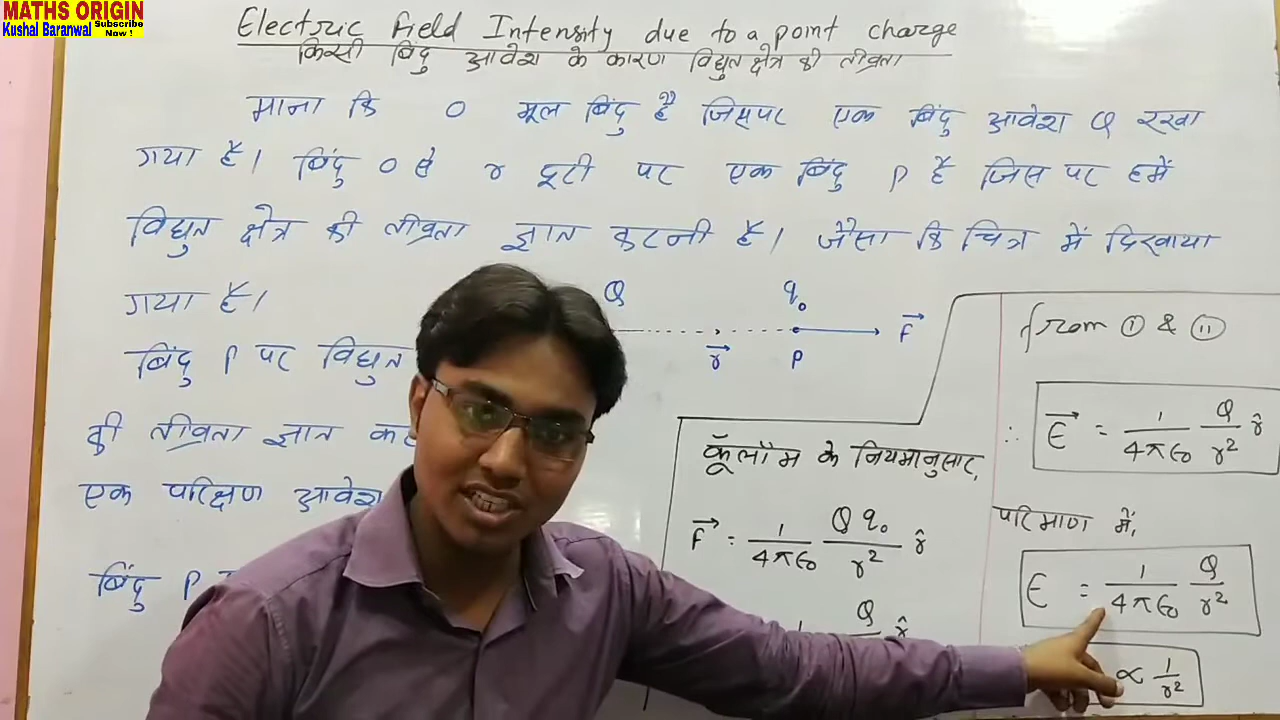 MATHS ORIGIN
Kushal Baranwal Subscribe Now !
Electric Field Intensity due to a point charge
किसी बिंदु आवेश के कारण विद्युत क्षेत्र की तीव्रता
माना कि O मूल बिंदु है जिसपर एक बिंदु आवेश Q रखा
गया है। बिंदु O से r दूरी पर एक बिंदु P है जिस पर हमें
विद्युत क्षेत्र की तीव्रता ज्ञात करनी है। जैसा कि चित्र में दिखाया
गया है।
Q q₀
r⃗ P F⃗
बिंदु P पर विद्युत
की तीव्रता ज्ञात
एक परिक्षण आवेश
बिंदु P
कूॅलॉम के नियमानुसार,
F⃗ = 1/4πϵ₀ Qq₀/r² r̂
Q r̂
from ① & ⑪
∴ E⃗ = 1/4πϵ₀ Q/r² r̂
परिमाण में,
E = 1/4πϵ₀ Q/r²
∝ 1/r²